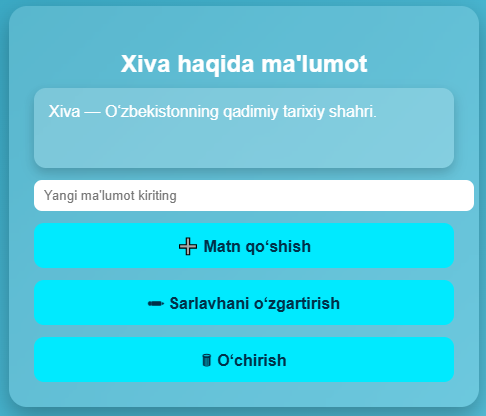 Xiva haqida ma'lumot
Xiva — O‘zbekistonning qadimiy tarixiy shahri.
Yangi ma'lumot kiriting
➕ Matn qo‘shish
✏️ Sarlavhani o‘zgartirish
🗑️ O‘chirish